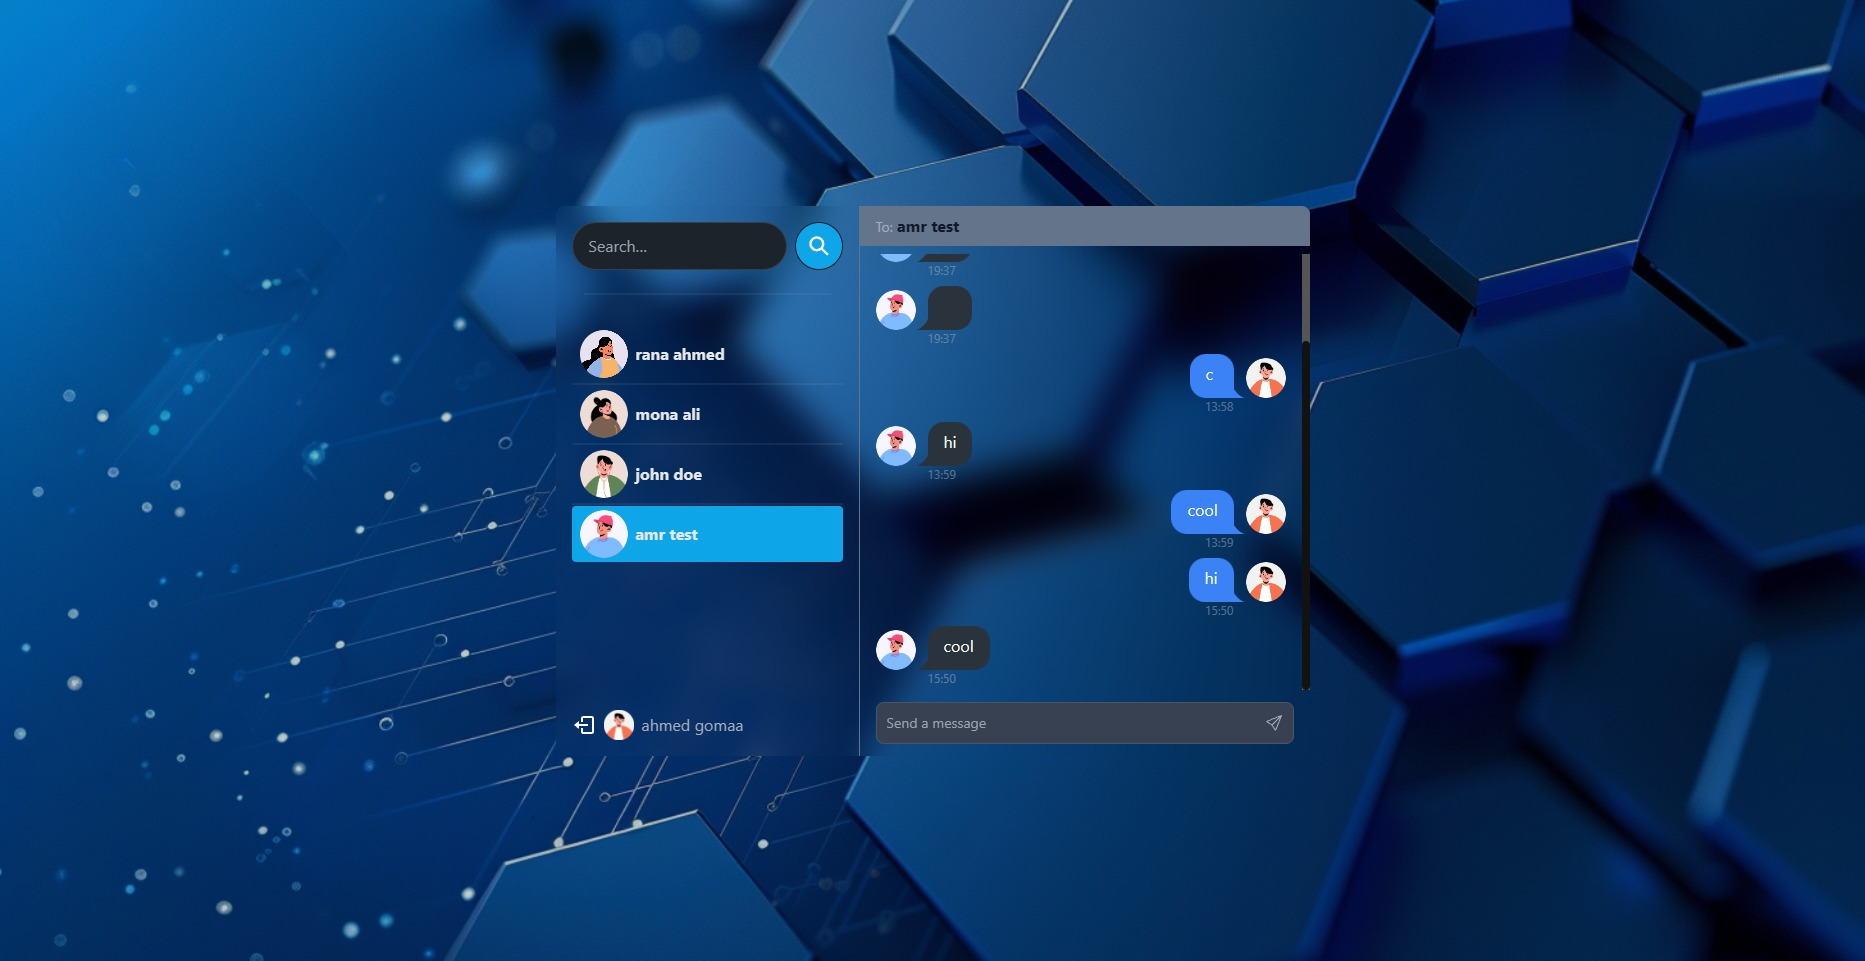 Search...
rana ahmed
mona ali
john doe
amr test
ahmed gomaa
To: amr test
19:37
19:37
c
13:58
hi
13:59
cool
13:59
hi
15:50
cool
15:50
Send a message